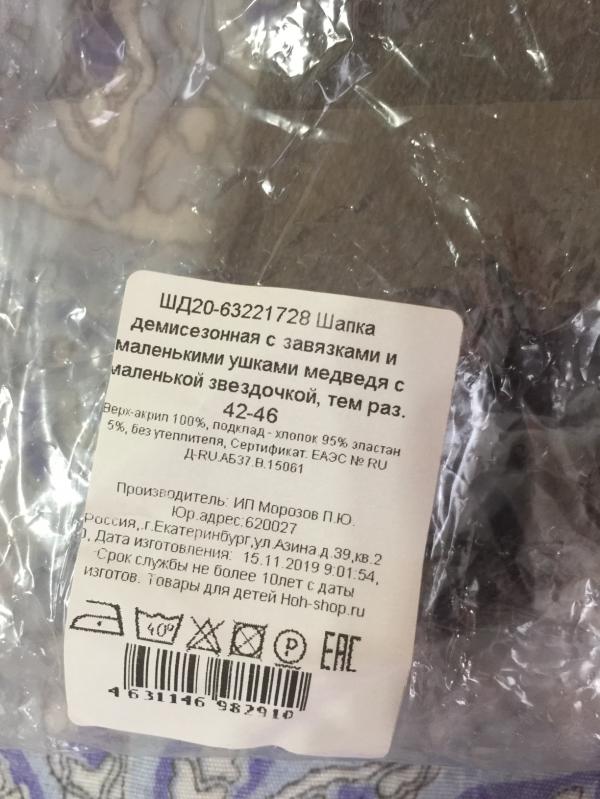 ШД20-63221728 Шапка
демисезонная с завязками и
маленькими ушками медведя с
маленькой звездочкой, тем раз.
42-46
Верх-акрил 100%, подклад - хлопок 95% эластан
5%, без утеплителя, Сертификат. ЕАЭС № RU
Д-RU.АБ37.В.15061
Производитель: ИП Морозов П.Ю.
Юр.адрес:620027
Россия,.г.Екатеринбург,ул.Азина д.39,кв.2
), Дата изготовления: 15.11.2019 9:01:54,
Срок службы не более 10лет с даты
изготов. Товары для детей Hoh-shop.ru
40°
P
EAC
4 631146 982910